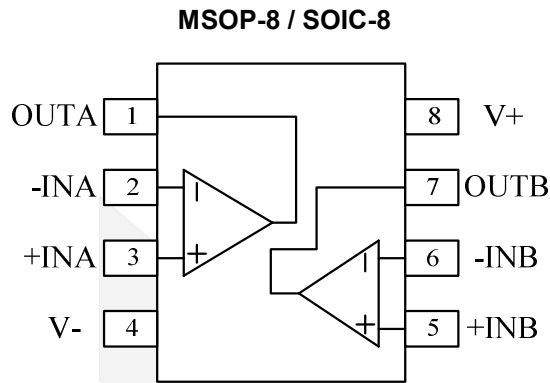 MSOP-8 / SOIC-8
OUTA 1 8 V+
-INA 2 7 OUTB
+INA 3 6 -INB
V- 4 5 +INB